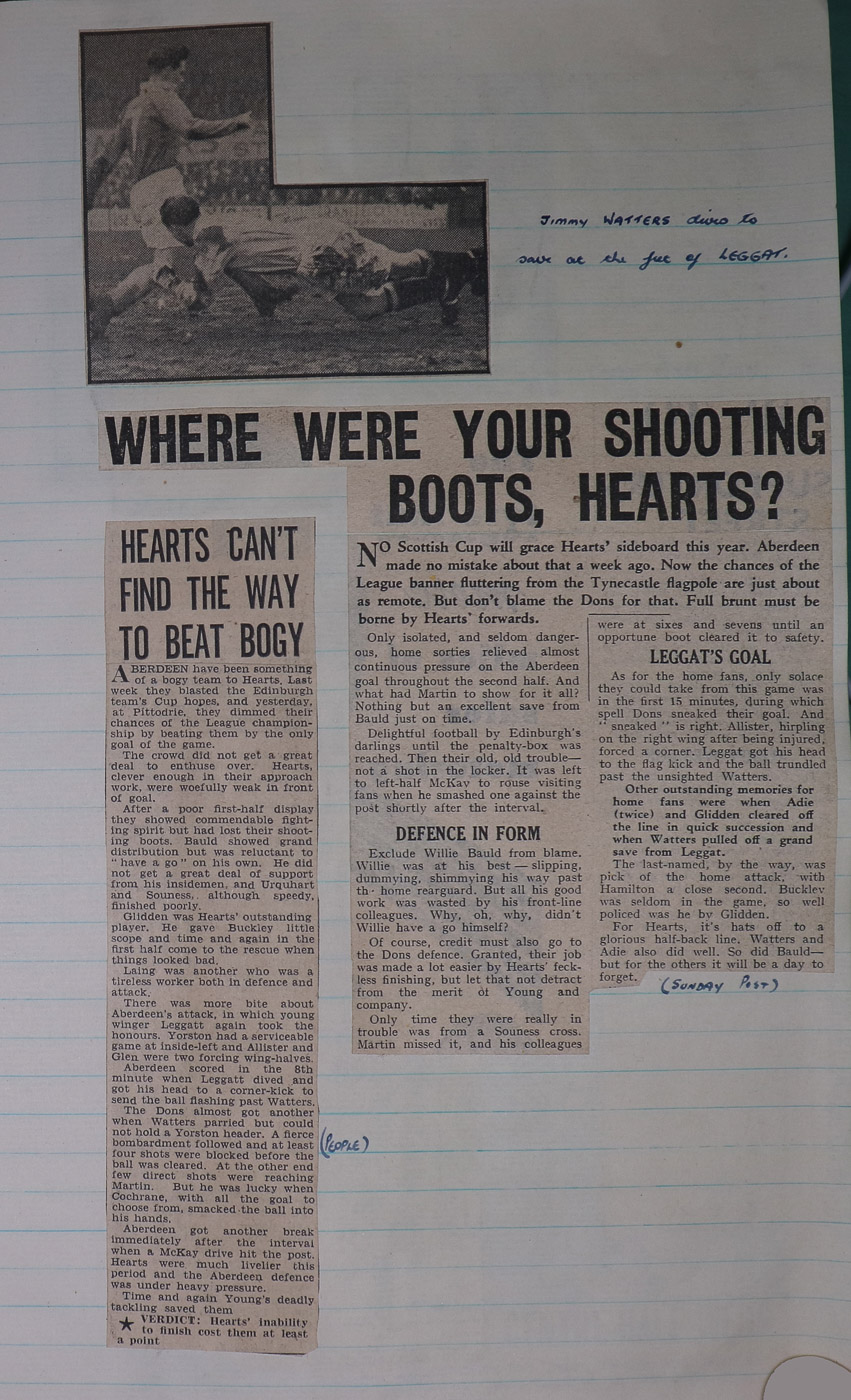 Jimmy WATTERS dives to
save at the feet of LEGGAT.
WHERE WERE YOUR SHOOTING
BOOTS, HEARTS?
HEARTS CAN'T
FIND THE WAY
TO BEAT BOGY
ABERDEEN have been something
of a bogy team to Hearts. Last
week they blasted the Edinburgh
team's Cup hopes, and yesterday,
at Pittodrie, they dimmed their
chances of the League champion-
ship by beating them by the only
goal of the game.
The crowd did not get a great
deal to enthuse over. Hearts,
clever enough in their approach
work, were woefully weak in front
of goal.
After a poor first-half display
they showed commendable fight-
ing spirit but had lost their shoot-
ing boots. Bauld showed grand
distribution but was reluctant to
" have a go " on his own. He did
not get a great deal of support
from his insidemen, and Urquhart
and Souness, although speedy,
finished poorly.
Glidden was Hearts' outstanding
player. He gave Buckley little
scope and time and again in the
first half come to the rescue when
things looked bad.
Laing was another who was a
tireless worker both in defence and
attack.
There was more bite about
Aberdeen's attack, in which young
winger Leggatt again took the
honours. Yorston had a serviceable
game at inside-left and Allister and
Glen were two forcing wing-halves.
Aberdeen scored in the 8th
minute when Leggatt dived and
got his head to a corner-kick to
send the ball flashing past Watters.
The Dons almost got another
when Watters parried but could
not hold a Yorston header. A fierce
bombardment followed and at least
four shots were blocked before the
ball was cleared. At the other end
few direct shots were reaching
Martin. But he was lucky when
Cochrane, with all the goal to
choose from, smacked the ball into
his hands.
Aberdeen got another break
immediately after the interval
when a McKay drive hit the post.
Hearts were much livelier this
period and the Aberdeen defence
was under heavy pressure.
Time and again Young's deadly
tackling saved them
★ VERDICT: Hearts' inability
to finish cost them at least
a point
(PEOPLE)
NO Scottish Cup will grace Hearts' sideboard this year. Aberdeen
made no mistake about that a week ago. Now the chances of the
League banner fluttering from the Tynecastle flagpole are just about
as remote. But don't blame the Dons for that. Full brunt must be
borne by Hearts' forwards.
Only isolated, and seldom danger-
ous, home sorties relieved almost
continuous pressure on the Aberdeen
goal throughout the second half. And
what had Martin to show for it all?
Nothing but an excellent save from
Bauld just on time.
Delightful football by Edinburgh's
darlings until the penalty-box was
reached. Then their old, old trouble—
not a shot in the locker. It was left
to left-half McKay to rouse visiting
fans when he smashed one against the
post shortly after the interval.
DEFENCE IN FORM
Exclude Willie Bauld from blame.
Willie was at his best — slipping,
dummying, shimmying his way past
th· home rearguard. But all his good
work was wasted by his front-line
colleagues. Why, oh, why, didn't
Willie have a go himself?
Of course, credit must also go to
the Dons defence. Granted, their job
was made a lot easier by Hearts' feck-
less finishing, but let that not detract
from the merit of Young and
company.
Only time they were really in
trouble was from a Souness cross.
Martin missed it, and his colleagues
were at sixes and sevens until an
opportune boot cleared it to safety.
LEGGAT'S GOAL
As for the home fans, only solace
they could take from this game was
in the first 15 minutes, during which
spell Dons sneaked their goal. And
" sneaked " is right. Allister, hirpling
on the right wing after being injured,
forced a corner. Leggat got his head
to the flag kick and the ball trundled
past the unsighted Watters.
Other outstanding memories for
home fans were when Adie
(twice) and Glidden cleared off
the line in quick succession and
when Watters pulled off a grand
save from Leggat.
The last-named, by the way, was
pick of the home attack, with
Hamilton a close second. Buckley
was seldom in the game, so well
policed was he by Glidden.
For Hearts, it's hats off to a
glorious half-back line. Watters and
Adie also did well. So did Bauld—
but for the others it will be a day to
forget.
(SUNDAY POST)